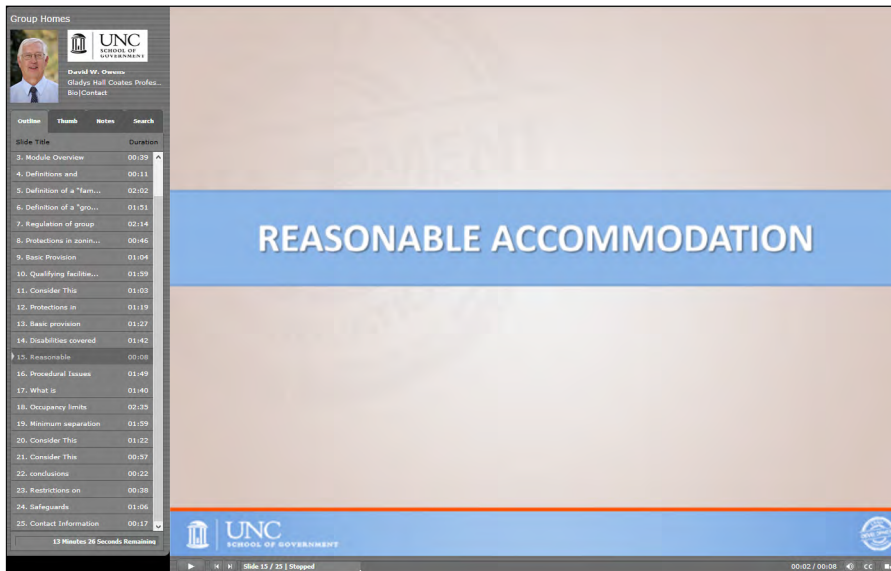 Group Homes
UNC
SCHOOL OF
GOVERNMENT
David W. Owens
Gladys Hall Coates Profes...
Bio|Contact
Outline Thumb Notes Search
Slide Title Duration
3. Module Overview 00:39
4. Definitions and 00:11
5. Definition of a "fam... 02:02
6. Definition of a "gro... 01:51
7. Regulation of group 02:14
8. Protections in zonin... 00:46
9. Basic Provision 01:04
10. Qualifying facilitie... 01:59
11. Consider This 01:03
12. Protections in 01:19
13. Basic provision 01:27
14. Disabilities covered 01:42
15. Reasonable 00:08
16. Procedural Issues 01:49
17. What is 01:40
18. Occupancy limits 02:35
19. Minimum separation 01:59
20. Consider This 01:22
21. Consider This 00:57
22. conclusions 00:22
23. Restrictions on 00:38
24. Safeguards 01:06
25. Contact Information 00:17
13 Minutes 26 Seconds Remaining
REASONABLE ACCOMMODATION
UNC
SCHOOL OF GOVERNMENT
Slide 15 / 25 | Stopped
00:02 / 00:08 CC